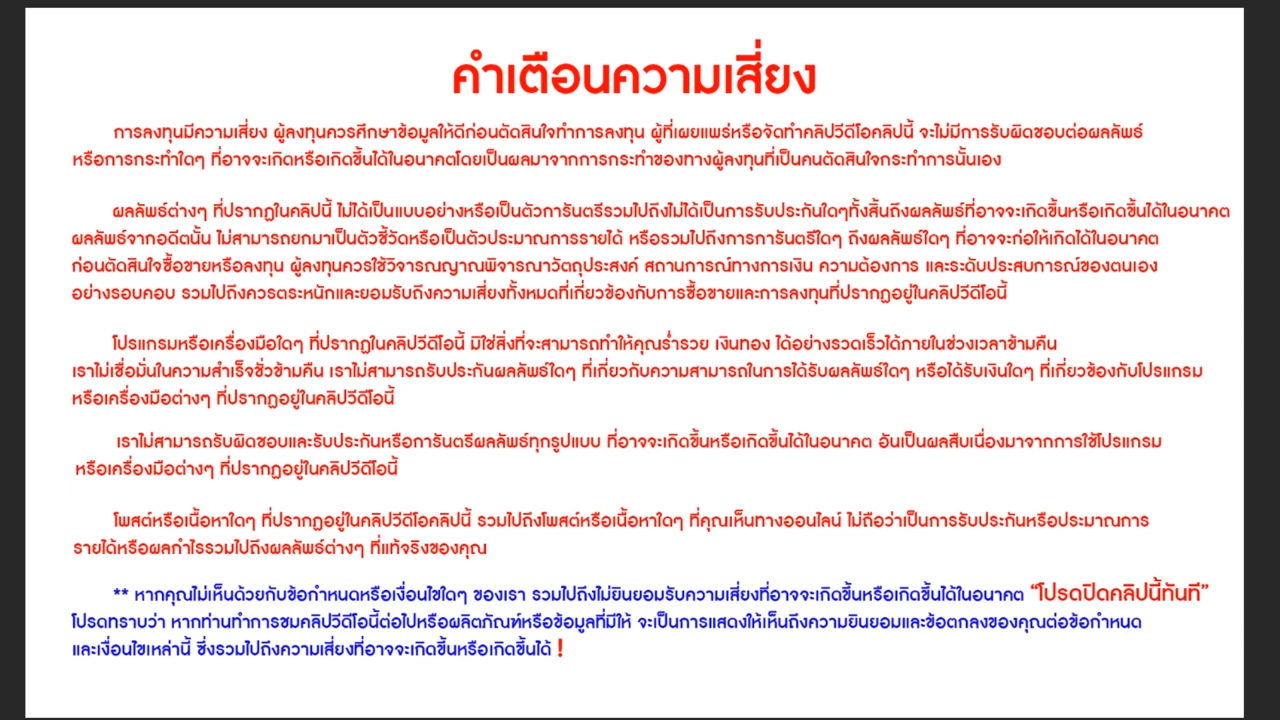 คำเตือนความเสี่ยง
การลงทุนมีความเสี่ยง ผู้ลงทุนควรศึกษาข้อมูลให้ดีก่อนตัดสินใจทำการลงทุน ผู้ที่เผยแพร่หรือจัดทำคลิปวีดีโอคลิปนี้ จะไม่มีการรับผิดชอบต่อผลลัพธ์
หรือการกระทำใดๆ ที่อาจจะเกิดหรือเกิดขึ้นได้ในอนาคตโดยเป็นผลมาจากการกระทำของทางผู้ลงทุนที่เป็นคนตัดสินใจกระทำการนั้นเอง
ผลลัพธ์ต่างๆ ที่ปรากฏในคลิปนี้ ไม่ได้เป็นแบบอย่างหรือเป็นตัวการันตรีรวมไปถึงไม่ได้เป็นการรับประกันใดๆทั้งสิ้นถึงผลลัพธ์ที่อาจจะเกิดขึ้นหรือเกิดขึ้นได้ในอนาคต
ผลลัพธ์จากอดีตนั้น ไม่สามารถยกมาเป็นตัวชี้วัดหรือเป็นตัวประมาณการรายได้ หรือรวมไปถึงการการันตรีใดๆ ถึงผลลัพธ์ใดๆ ที่อาจจะก่อให้เกิดได้ในอนาคต
ก่อนตัดสินใจซื้อขายหรือลงทุน ผู้ลงทุนควรใช้วิจารณญาณพิจารณาวัตถุประสงค์ สถานการณ์ทางการเงิน ความต้องการ และระดับประสบการณ์ของตนเอง
อย่างรอบคอบ รวมไปถึงควรตระหนักและยอมรับถึงความเสี่ยงทั้งหมดที่เกี่ยวข้องกับการซื้อขายและการลงทุนที่ปรากฏอยู่ในคลิปวีดีโอนี้
โปรแกรมหรือเครื่องมือใดๆ ที่ปรากฏในคลิปวีดีโอนี้ มิใช่สิ่งที่จะสามารถทำให้คุณร่ำรวย เงินทอง ได้อย่างรวดเร็วได้ภายในช่วงเวลาข้ามคืน
เราไม่เชื่อมั่นในความสำเร็จชั่วข้ามคืน เราไม่สามารถรับประกันผลลัพธ์ใดๆ ที่เกี่ยวกับความสามารถในการได้รับผลลัพธ์ใดๆ หรือได้รับเงินใดๆ ที่เกี่ยวข้องกับโปรแกรม
หรือเครื่องมือต่างๆ ที่ปรากฏอยู่ในคลิปวีดีโอนี้
เราไม่สามารถรับผิดชอบและรับประกันหรือการันตรีผลลัพธ์ทุกรูปแบบ ที่อาจจะเกิดขึ้นหรือเกิดขึ้นได้ในอนาคต อันเป็นผลสืบเนื่องมาจากการใช้โปรแกรม
หรือเครื่องมือต่างๆ ที่ปรากฏอยู่ในคลิปวีดีโอนี้
โพสต์หรือเนื้อหาใดๆ ที่ปรากฏอยู่ในคลิปวีดีโอคลิปนี้ รวมไปถึงโพสต์หรือเนื้อหาใดๆ ที่คุณเห็นทางออนไลน์ ไม่ถือว่าเป็นการรับประกันหรือประมาณการ
รายได้หรือผลกำไรรวมไปถึงผลลัพธ์ต่างๆ ที่แท้จริงของคุณ
** หากคุณไม่เห็นด้วยกับข้อกำหนดหรือเงื่อนไขใดๆ ของเรา รวมไปถึงไม่ยินยอมรับความเสี่ยงที่อาจจะเกิดขึ้นหรือเกิดขึ้นได้ในอนาคต “โปรดปิดคลิปนี้ทันที”
โปรดทราบว่า หากท่านทำการชมคลิปวีดีโอนี้ต่อไปหรือผลิตภัณฑ์หรือข้อมูลที่มีให้ จะเป็นการแสดงให้เห็นถึงความยินยอมและข้อตกลงของคุณต่อข้อกำหนด
และเงื่อนไขเหล่านี้ ซึ่งรวมไปถึงความเสี่ยงที่อาจจะเกิดขึ้นหรือเกิดขึ้นได้ !